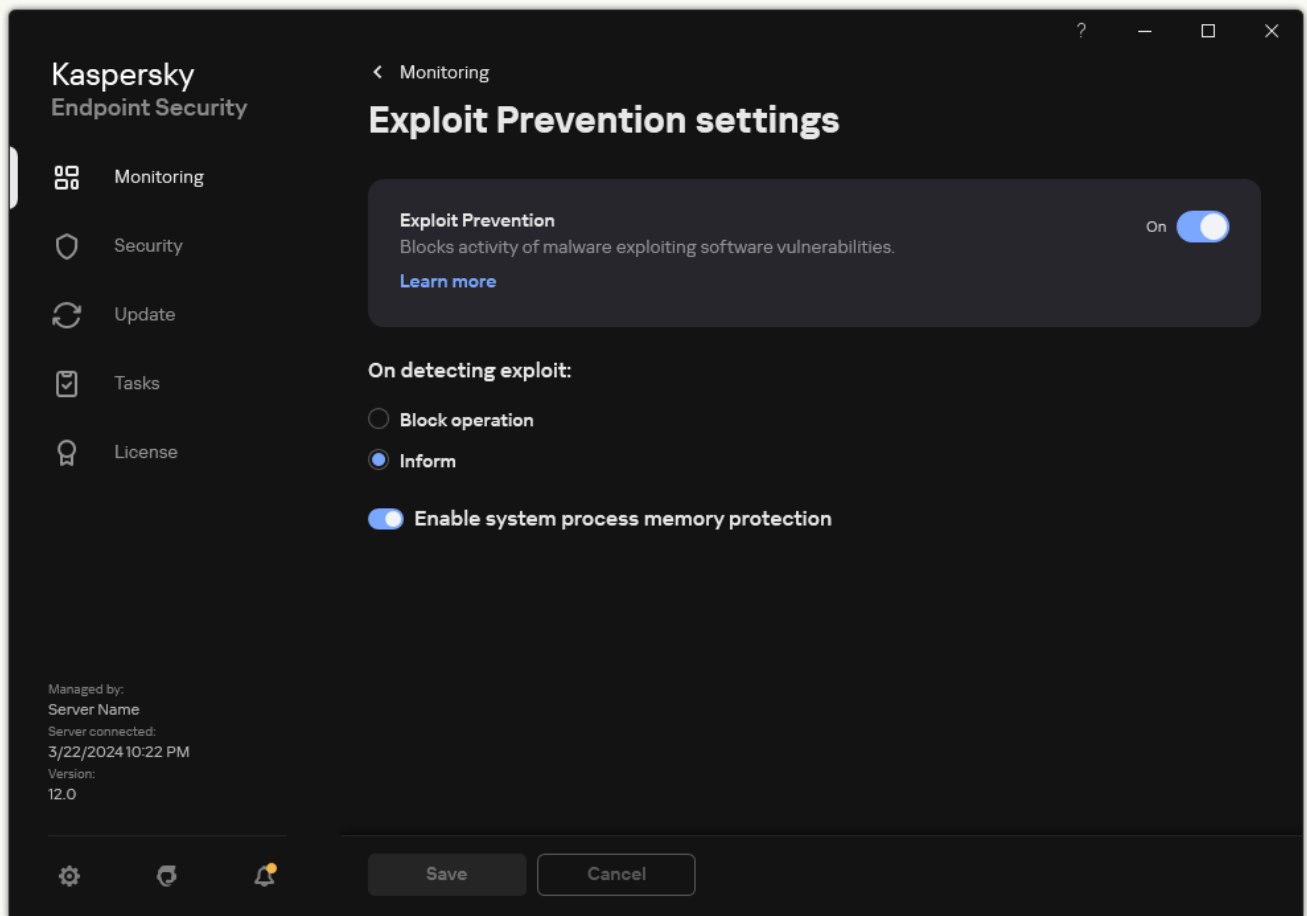 ?
Kaspersky
Endpoint Security
Monitoring
Security
Update
Tasks
License
Managed by:
Server Name
Server connected:
3/22/2024 10:22 PM
Version:
12.0
Monitoring
Exploit Prevention settings
Exploit Prevention
Blocks activity of malware exploiting software vulnerabilities.
Learn more
On
On detecting exploit:
Block operation
Inform
Enable system process memory protection
Save
Cancel